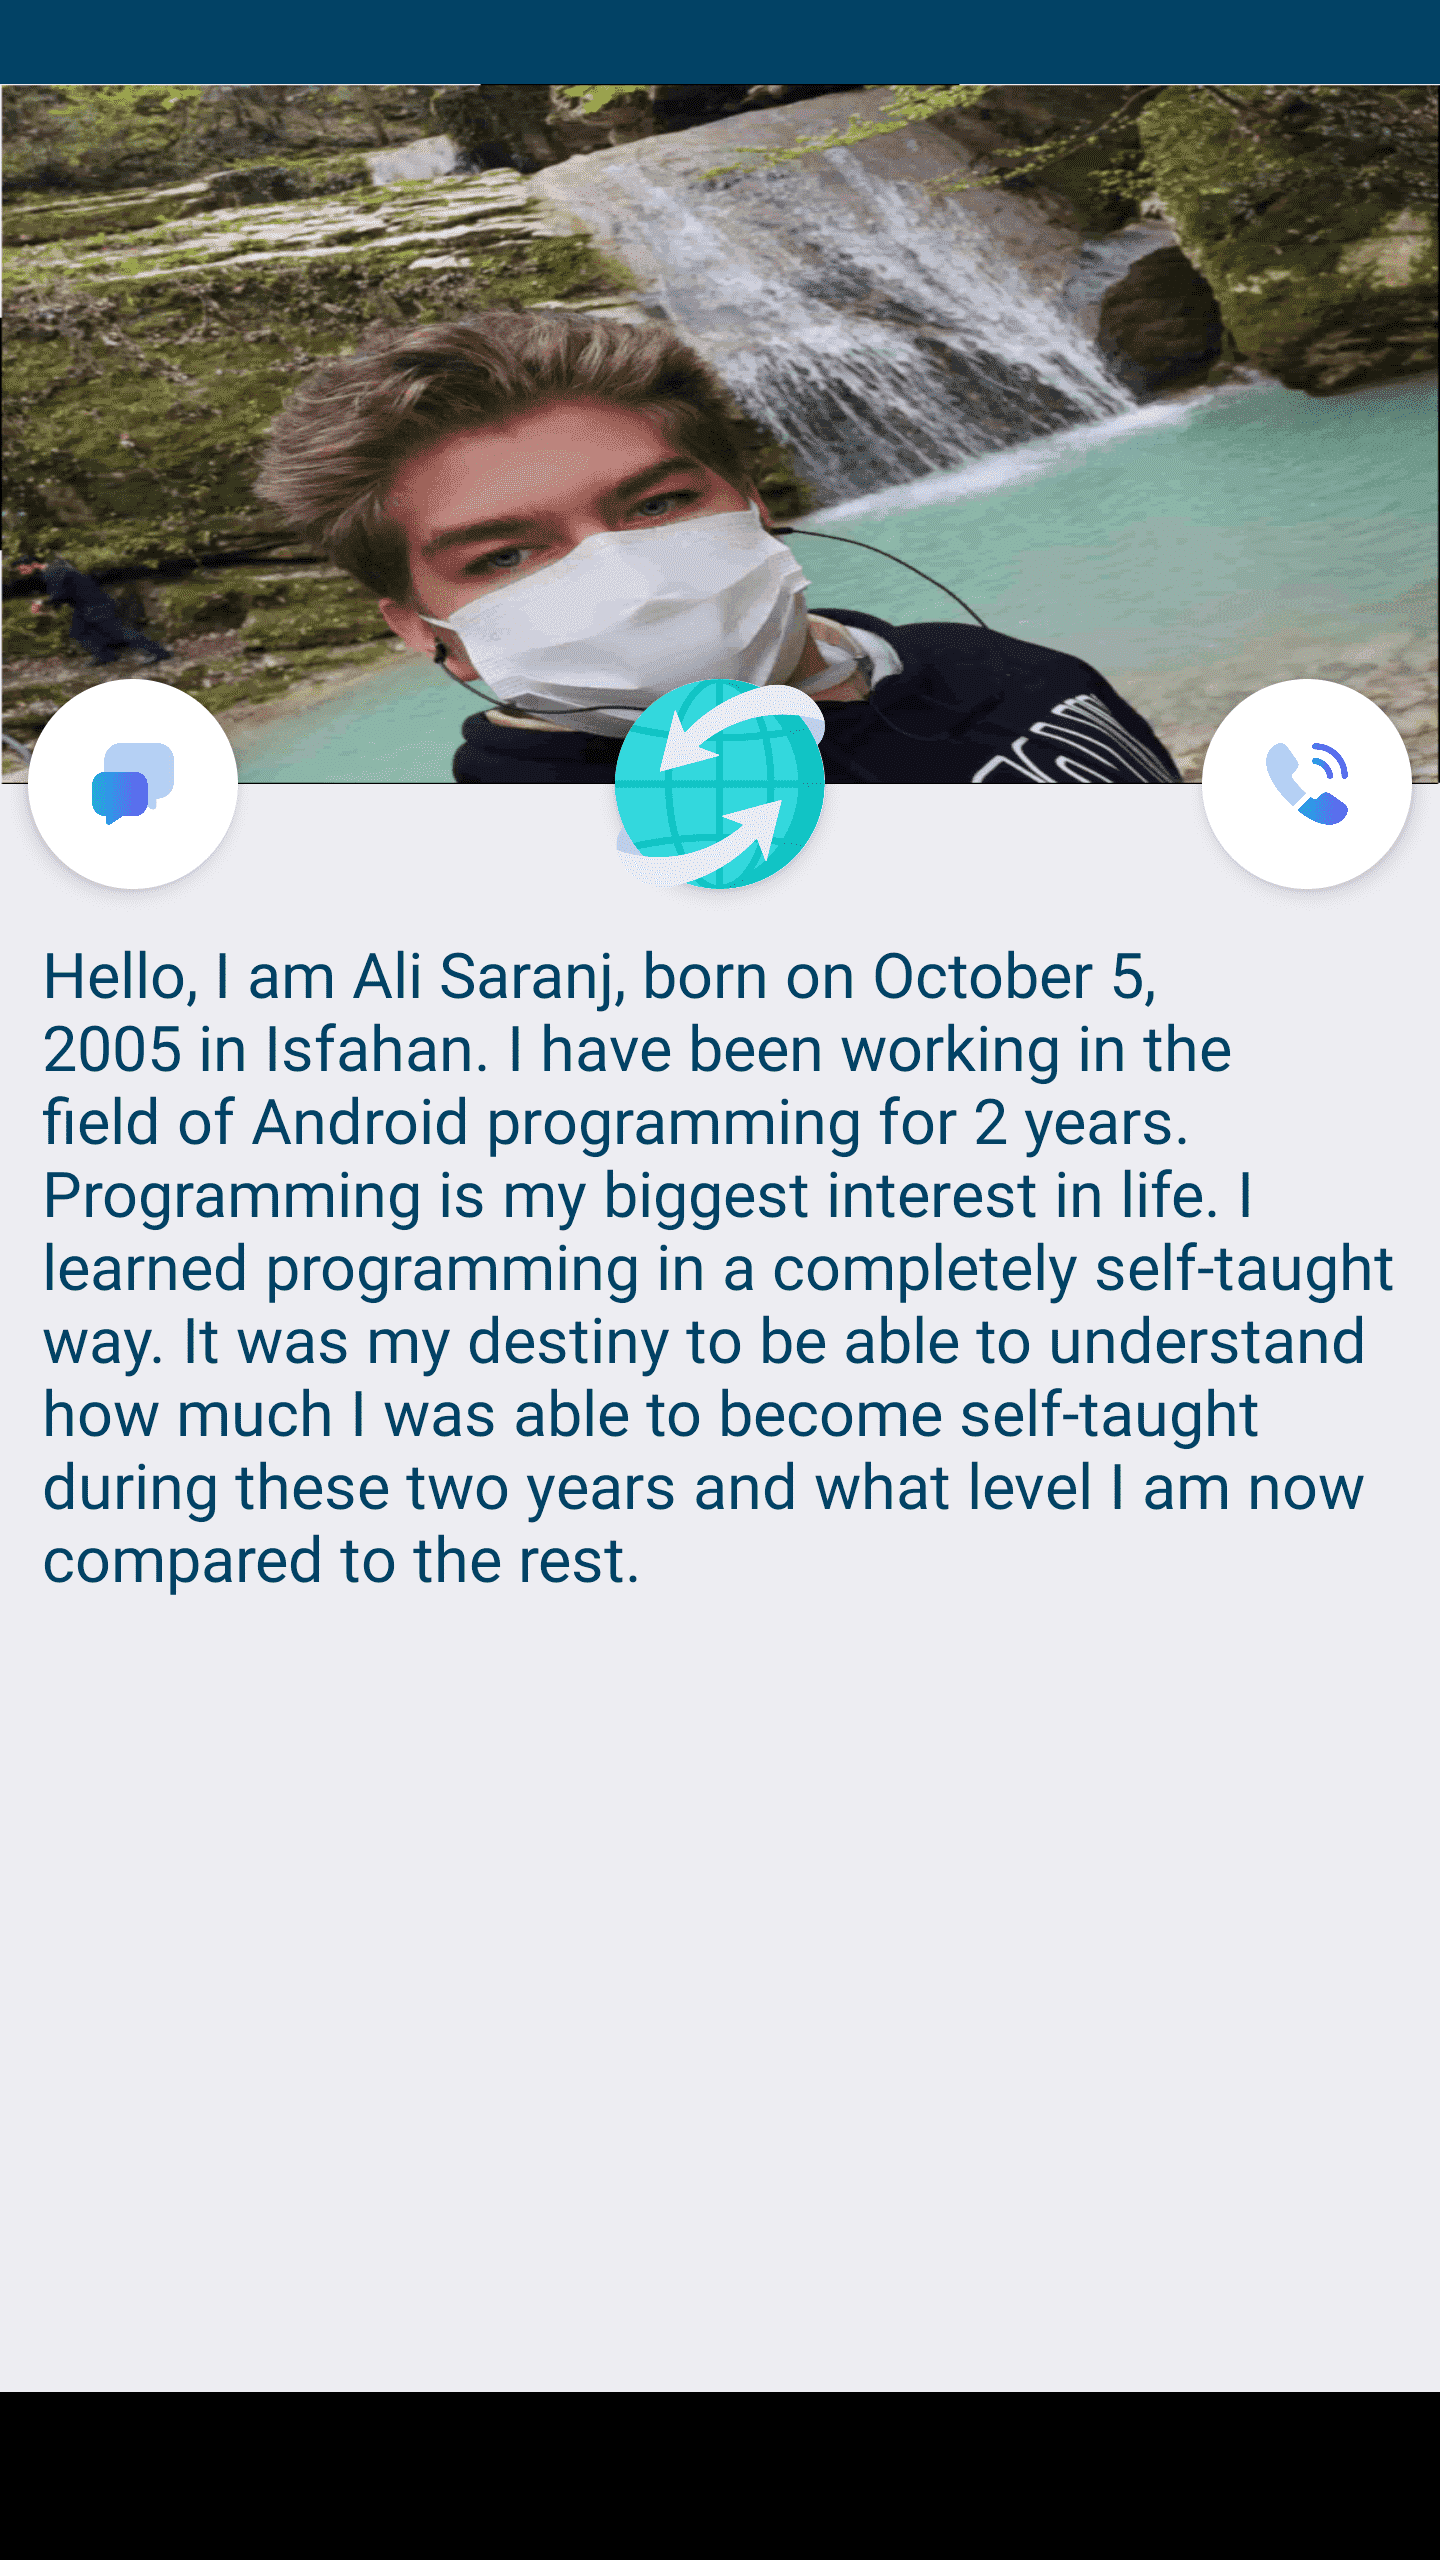 Hello, I am Ali Saranj, born on October 5,
2005 in Isfahan. I have been working in the
field of Android programming for 2 years.
Programming is my biggest interest in life. I
learned programming in a completely self-taught
way. It was my destiny to be able to understand
how much I was able to become self-taught
during these two years and what level I am now
compared to the rest.